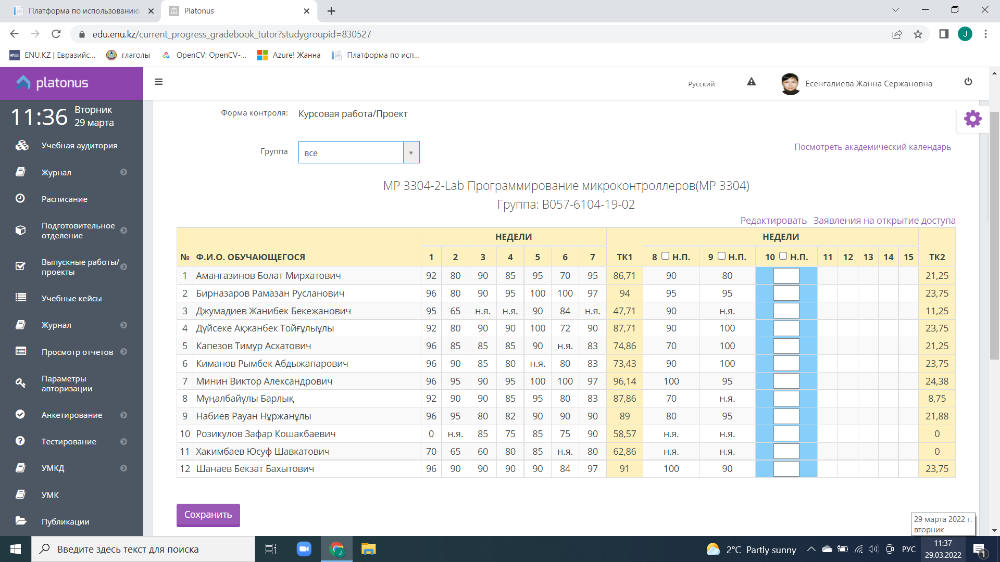 Платформа по использованию
Platonus
edu.enu.kz/current_progress_gradebook_tutor?studygroupid=830527
J
ENU.KZ | Евразийс... глаголы OpenCV: OpenCV-... Azure! Жанна Платформа по исп...
platonus
Русский Есенгалиева Жанна Сержановна
11:36 Вторник
29 марта
Учебная аудитория
Журнал
Расписание
Подготовительное
отделение
Выпускные работы/
проекты
Учебные кейсы
Журнал
Просмотр отчетов
Параметры
авторизации
Анкетирование
Тестирование
УМКД
УМК
Публикации
Форма контроля: Курсовая работа/Проект
Группа все
Посмотреть академический календарь
MP 3304-2-Lab Программирование микроконтроллеров(MP 3304)
Группа: В057-6104-19-02
Редактировать Заявления на открытие доступа
НЕДЕЛИ НЕДЕЛИ
№ Ф.И.О. ОБУЧАЮЩЕГОСЯ 1 2 3 4 5 6 7 ТК1 8 Н.П. 9 Н.П. 10 Н.П. 11 12 13 14 15 ТК2
1 Амангазинов Болат Мирхатович 92 80 90 85 95 70 95 86,71 90 80 21,25
2 Бирназаров Рамазан Русланович 96 80 90 95 100 100 97 94 95 95 23,75
3 Джумадиев Жанибек Бекежанович 95 65 н.я. н.я. 90 84 н.я. 47,71 90 н.я. 11,25
4 Дүйсеке Ақжанбек Тойғұлыұлы 92 80 90 90 100 72 90 87,71 90 100 23,75
5 Капезов Тимур Асхатович 96 85 85 85 90 н.я. 83 74,86 70 100 21,25
6 Киманов Рымбек Абдыжапарович 96 90 85 80 н.я. 80 83 73,43 90 100 23,75
7 Минин Виктор Александрович 96 95 90 95 100 100 97 96,14 100 95 24,38
8 Мұңалбайұлы Барлық 92 90 90 85 95 80 83 87,86 70 н.я. 8,75
9 Набиев Рауан Нұржанұлы 96 95 80 82 90 90 90 89 80 95 21,88
10 Розикулов Зафар Кошакбаевич 0 н.я. 85 75 85 75 90 58,57 н.я. н.я. 0
11 Хакимбаев Юсуф Шавкатович 70 65 60 80 85 н.я. 80 62,86 н.я. н.я. 0
12 Шанаев Бекзат Бахытович 96 90 90 90 90 84 97 91 100 90 23,75
Сохранить
29 марта 2022 г.
вторник
Введите здесь текст для поиска
2°C Partly sunny
РУС
11:37
29.03.2022
1